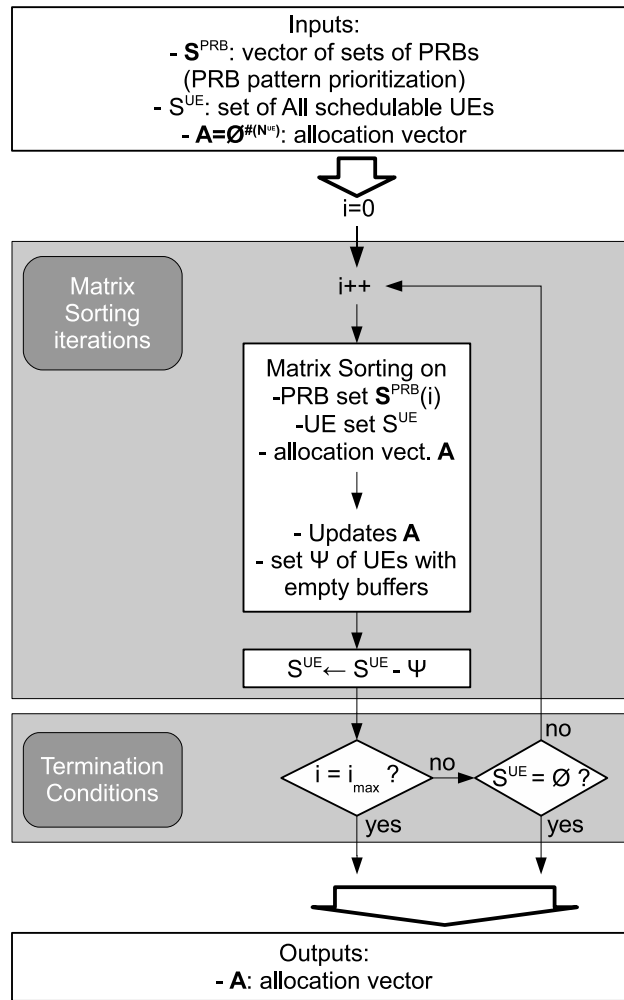 Inputs:
- S^PRB: vector of sets of PRBs
(PRB pattern prioritization)
- S^UE: set of All schedulable UEs
- A=Ø^#(N^UE): allocation vector
i=0
Matrix
Sorting
iterations
i++
Matrix Sorting on
-PRB set S^PRB(i)
-UE set S^UE
- allocation vect. A
- Updates A
- set Ψ of UEs with
empty buffers
S^UE ← S^UE - Ψ
Termination
Conditions
i = i_max ?
no
S^UE = Ø ?
no
yes
yes
Outputs:
- A: allocation vector